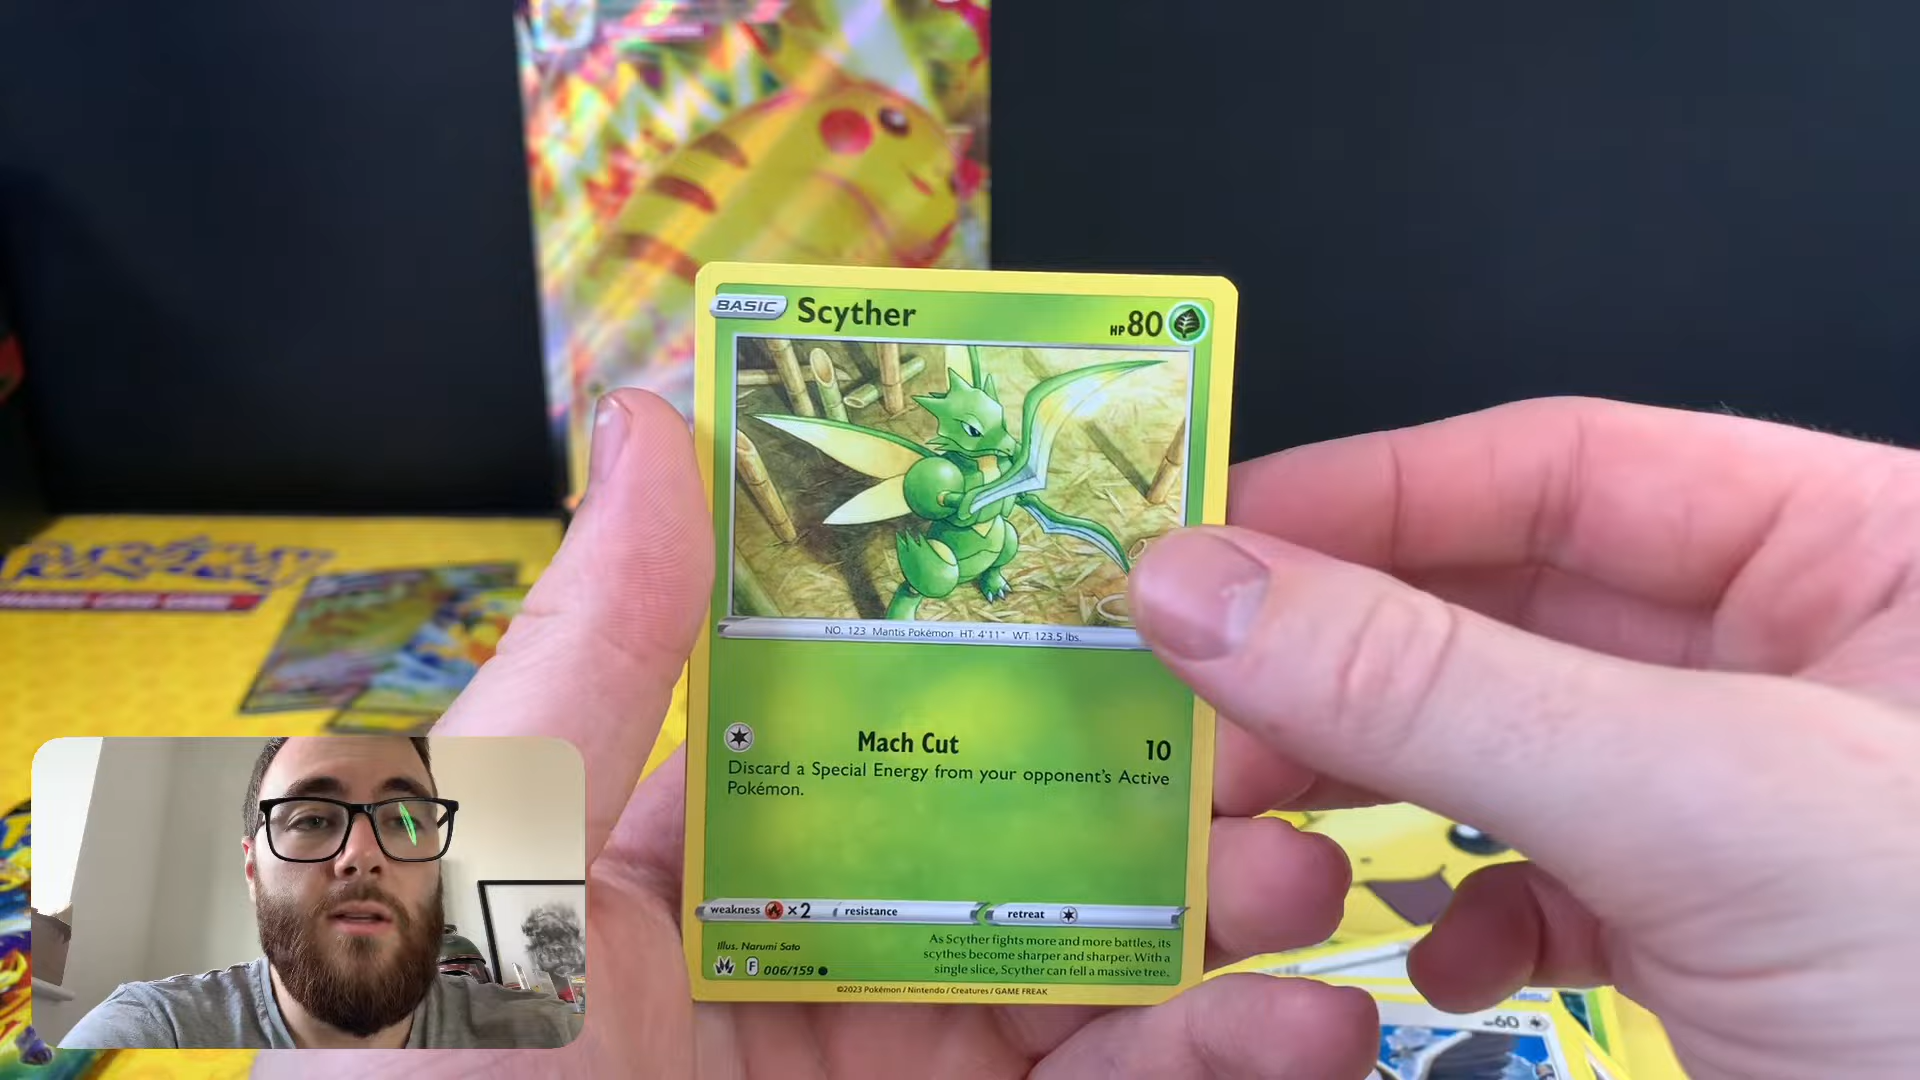 BASIC Scyther HP 80
NO. 123 Mantis Pokémon HT: 4'11" WT: 123.5 lbs.
Mach Cut 10
Discard a Special Energy from your opponent's Active
Pokémon.
weakness ×2 resistance retreat
Illus. Narumi Sato
As Scyther fights more and more battles, its
scythes become sharper and sharper. With a
single slice, Scyther can fell a massive tree.
F 006/159
©2023 Pokémon / Nintendo / Creatures / GAME FREAK
60